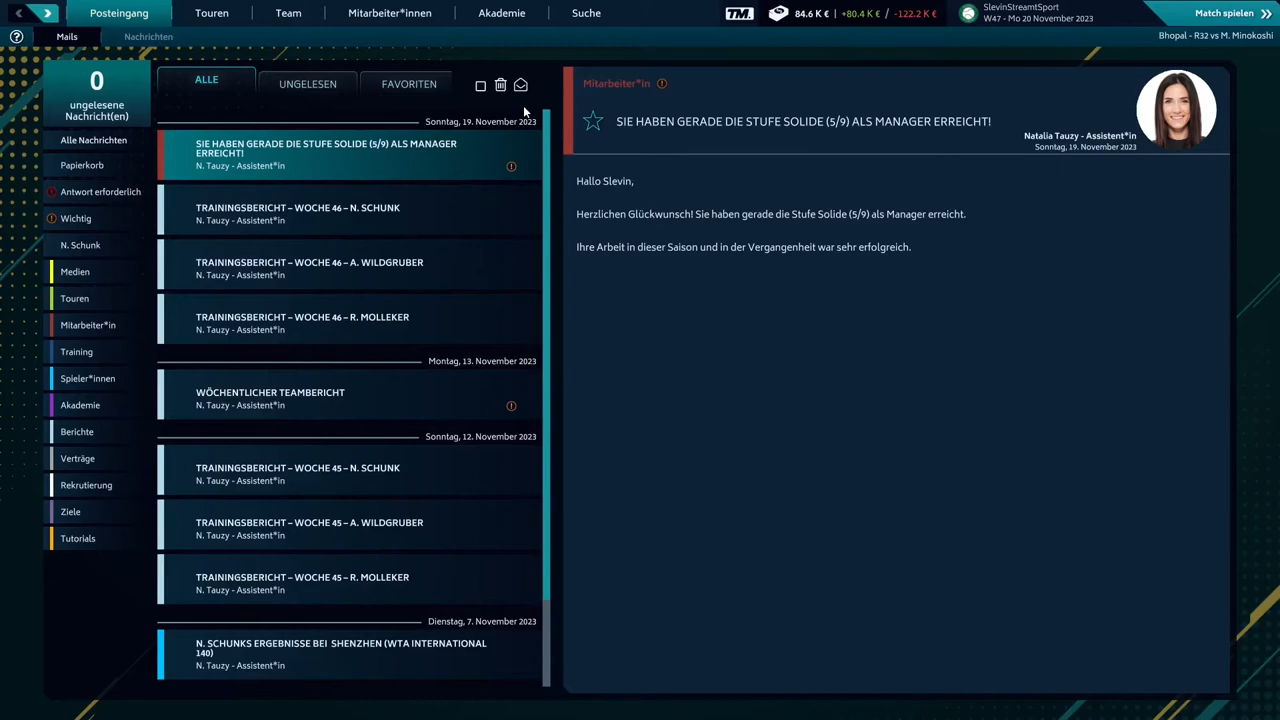 Posteingang
Touren
Team
Mitarbeiter*innen
Akademie
Suche
TM.
84.6 K € / +80.4 K € / -122.2 K €
SlevinStreamtSport
W47 - Mo 20 November 2023
Match spielen
Mails
Nachrichten
Bhopal - R32 vs M. Minokoshi
0
ungelesene
Nachricht(en)
Alle Nachrichten
Papierkorb
Antwort erforderlich
Wichtig
N. Schunk
Medien
Touren
Mitarbeiter*in
Training
Spieler*innen
Akademie
Berichte
Verträge
Rekrutierung
Ziele
Tutorials
ALLE
UNGELESEN
FAVORITEN
Sonntag, 19. November 2023
SIE HABEN GERADE DIE STUFE SOLIDE (5/9) ALS MANAGER
ERREICHT!
N. Tauzy - Assistent*in
TRAININGSBERICHT – WOCHE 46 – N. SCHUNK
N. Tauzy - Assistent*in
TRAININGSBERICHT – WOCHE 46 – A. WILDGRUBER
N. Tauzy - Assistent*in
TRAININGSBERICHT – WOCHE 46 – R. MOLLEKER
N. Tauzy - Assistent*in
Montag, 13. November 2023
WÖCHENTLICHER TEAMBERICHT
N. Tauzy - Assistent*in
Sonntag, 12. November 2023
TRAININGSBERICHT – WOCHE 45 – N. SCHUNK
N. Tauzy - Assistent*in
TRAININGSBERICHT – WOCHE 45 – A. WILDGRUBER
N. Tauzy - Assistent*in
TRAININGSBERICHT – WOCHE 45 – R. MOLLEKER
N. Tauzy - Assistent*in
Dienstag, 7. November 2023
N. SCHUNKS ERGEBNISSE BEI SHENZHEN (WTA INTERNATIONAL
140)
N. Tauzy - Assistent*in
Mitarbeiter*in
SIE HABEN GERADE DIE STUFE SOLIDE (5/9) ALS MANAGER ERREICHT!
Natalia Tauzy - Assistent*in
Sonntag, 19. November 2023
Hallo Slevin,
Herzlichen Glückwunsch! Sie haben gerade die Stufe Solide (5/9) als Manager erreicht.
Ihre Arbeit in dieser Saison und in der Vergangenheit war sehr erfolgreich.